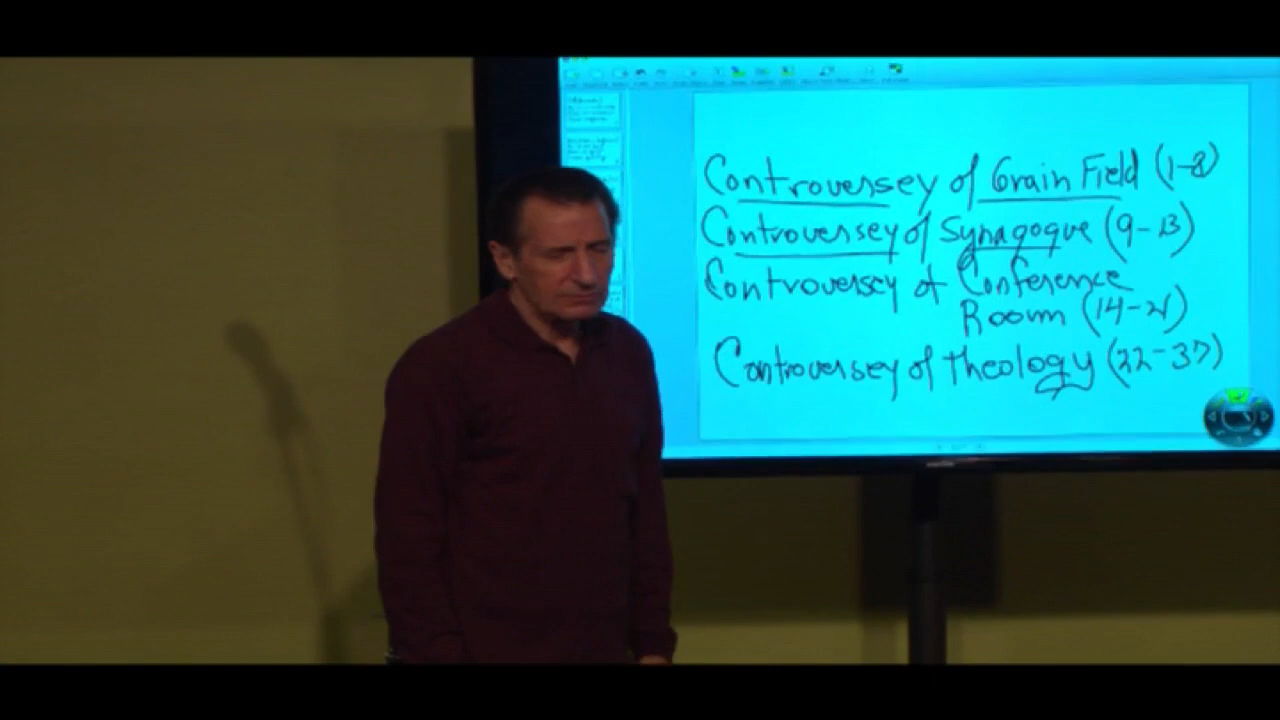 Controversey of Grain Field (1-8)
Controversey of Synagogue (9-13)
Controversey of Conference
Room (14-21)
Controversey of Theology (22-37)